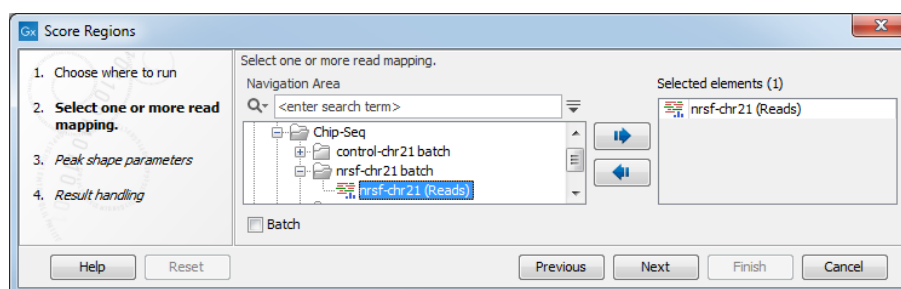 Gx Score Regions
X
1. Choose where to run
2. Select one or more read
mapping.
3. Peak shape parameters
4. Result handling
Select one or more read mapping.
Navigation Area
<enter search term>
Chip-Seq
control-chr21 batch
nrsf-chr21 batch
nrsf-chr21 (Reads)
Batch
Selected elements (1)
nrsf-chr21 (Reads)
Help
Reset
Previous
Next
Finish
Cancel